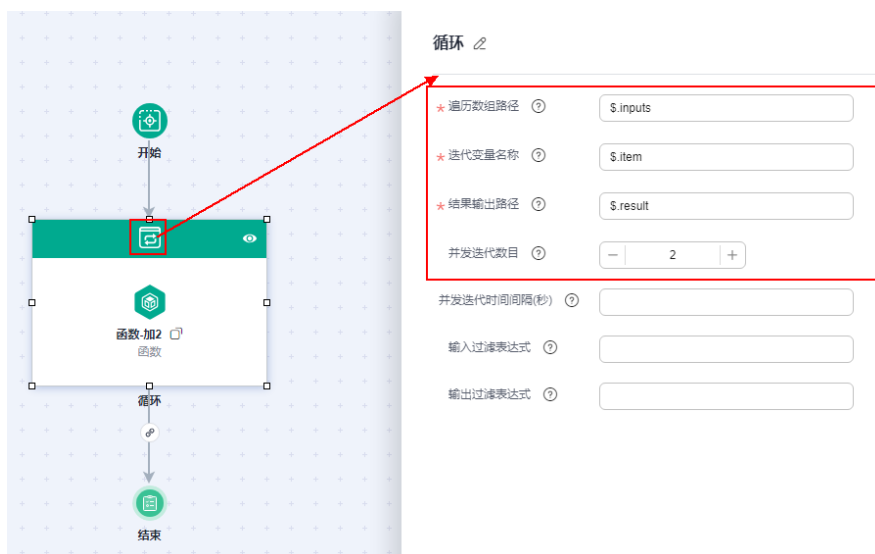 开始
函数-加2
函数
循环
结束
循环
*遍历数组路径 $.inputs
*迭代变量名称 $.item
*结果输出路径 $.result
并发迭代数目 − 2 +
并发迭代时间间隔(秒)
输入过滤表达式
输出过滤表达式